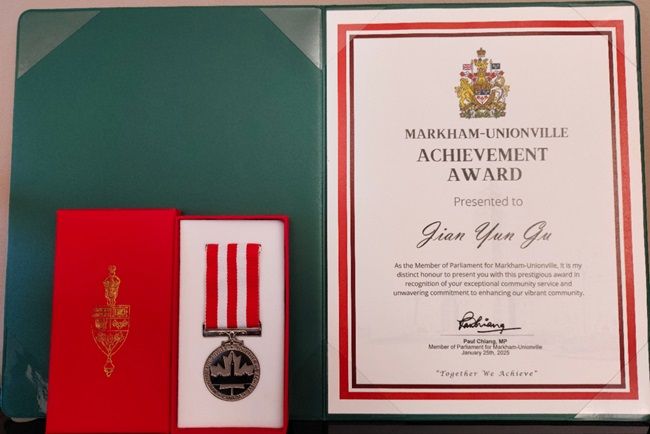 MARKHAM-UNIONVILLE
ACHIEVEMENT
AWARD
Presented to
Jian Yun Gu
As the Member of Parliament for Markham-Unionville, It is my
distinct honour to present you with this prestigious award in
recognition of your exceptional community service and
unwavering commitment to enhancing our vibrant community.
Paul Chiang, MP
Member of Parliament for Markham-Unionville
January 25th, 2025
"Together We Achieve"